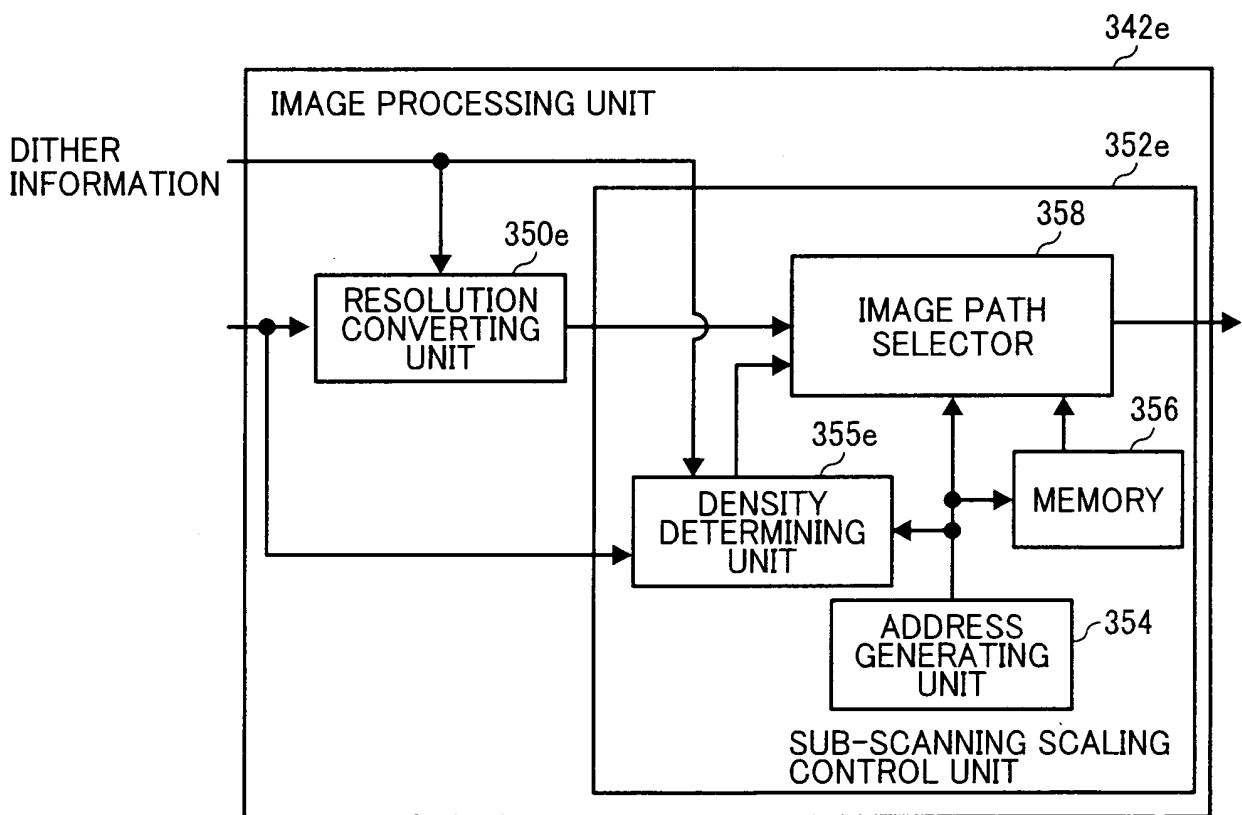 342e
IMAGE PROCESSING UNIT
DITHER
INFORMATION
352e
350e
358
RESOLUTION
CONVERTING
UNIT
IMAGE PATH
SELECTOR
355e
356
DENSITY
DETERMINING
UNIT
MEMORY
ADDRESS
GENERATING
UNIT
354
SUB-SCANNING SCALING
CONTROL UNIT